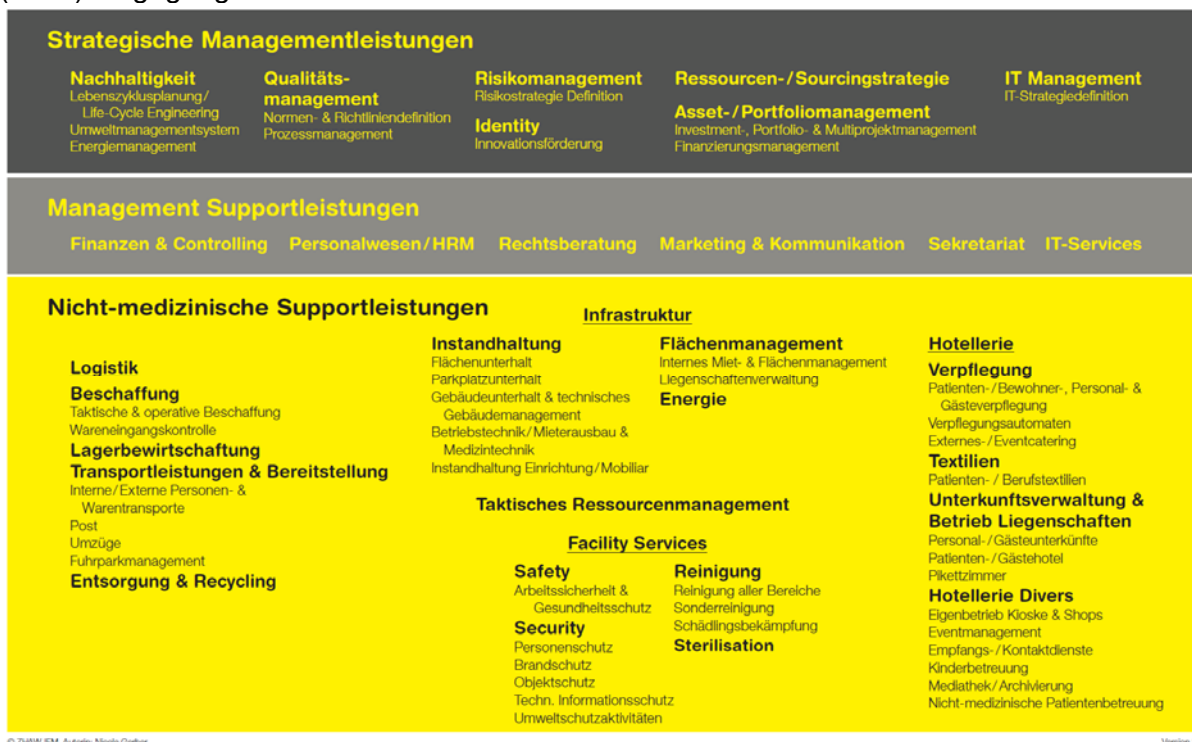 Strategische Managementleistungen
Nachhaltigkeit
Lebenszyklusplanung/
Life-Cycle Engineering
Umweltmanagementsystem
Energiemanagement
Qualitäts-
management
Normen- & Richtliniendefinition
Prozessmanagement
Risikomanagement
Risikostrategie Definition
Identity
Innovationsförderung
Ressourcen-/Sourcingstrategie
Asset-/Portfoliomanagement
Investment-, Portfolio- & Multiprojektmanagement
Finanzierungsmanagement
IT Management
IT-Strategiedefinition
Management Supportleistungen
Finanzen & Controlling Personalwesen/HRM Rechtsberatung Marketing & Kommunikation Sekretariat IT-Services
Nicht-medizinische Supportleistungen
Logistik
Beschaffung
Taktische & operative Beschaffung
Wareneingangskontrolle
Lagerbewirtschaftung
Transportleistungen & Bereitstellung
Interne/Externe Personen- &
Warentransporte
Post
Umzüge
Fuhrparkmanagement
Entsorgung & Recycling
Infrastruktur
Instandhaltung
Flächenunterhalt
Parkplatzunterhalt
Gebäudeunterhalt & technisches
Gebäudemanagement
Betriebstechnik/Mieterausbau &
Medizintechnik
Instandhaltung Einrichtung/Mobiliar
Flächenmanagement
Internes Miet- & Flächenmanagement
Liegenschaftenverwaltung
Energie
Taktisches Ressourcenmanagement
Facility Services
Safety
Arbeitssicherheit &
Gesundheitsschutz
Security
Personenschutz
Brandschutz
Objektschutz
Techn. Informationsschutz
Umweltschutzaktivitäten
Reinigung
Reinigung aller Bereiche
Sonderreinigung
Schädlingsbekämpfung
Sterilisation
Hotellerie
Verpflegung
Patienten-/Bewohner-, Personal- &
Gästeverpflegung
Verpflegungsautomaten
Externes-/Eventcatering
Textilien
Patienten- / Berufstextilien
Unterkunftsverwaltung &
Betrieb Liegenschaften
Personal-/Gästeunterkünfte
Patienten-/Gästehotel
Pikettzimmer
Hotellerie Divers
Eigenbetrieb Kioske & Shops
Eventmanagement
Empfangs-/Kontaktdienste
Kinderbetreuung
Mediathek/Archivierung
Nicht-medizinische Patientenbetreuung